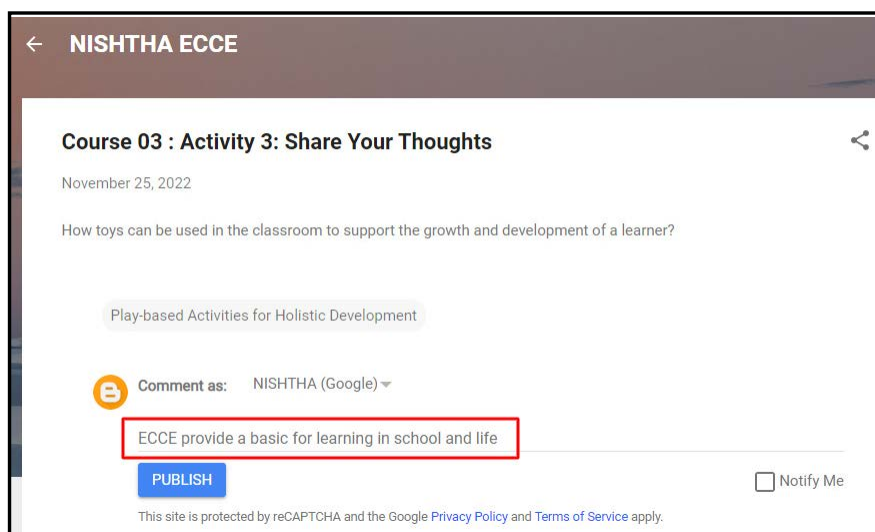 NISHTHA ECCE
Course 03 : Activity 3: Share Your Thoughts
November 25, 2022
How toys can be used in the classroom to support the growth and development of a learner?
Play-based Activities for Holistic Development
Comment as: NISHTHA (Google)
ECCE provide a basic for learning in school and life
PUBLISH
Notify Me
This site is protected by reCAPTCHA and the Google Privacy Policy and Terms of Service apply.